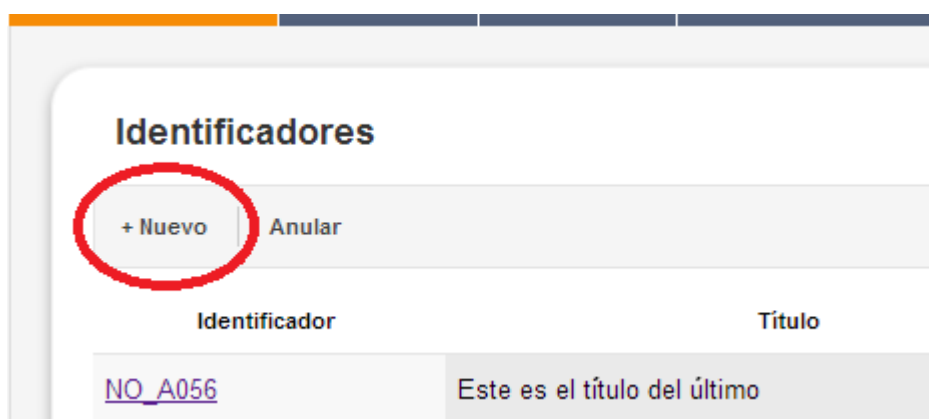 Identificadores
+ Nuevo Anular
Identificador Título
NO_A056 Este es el título del último